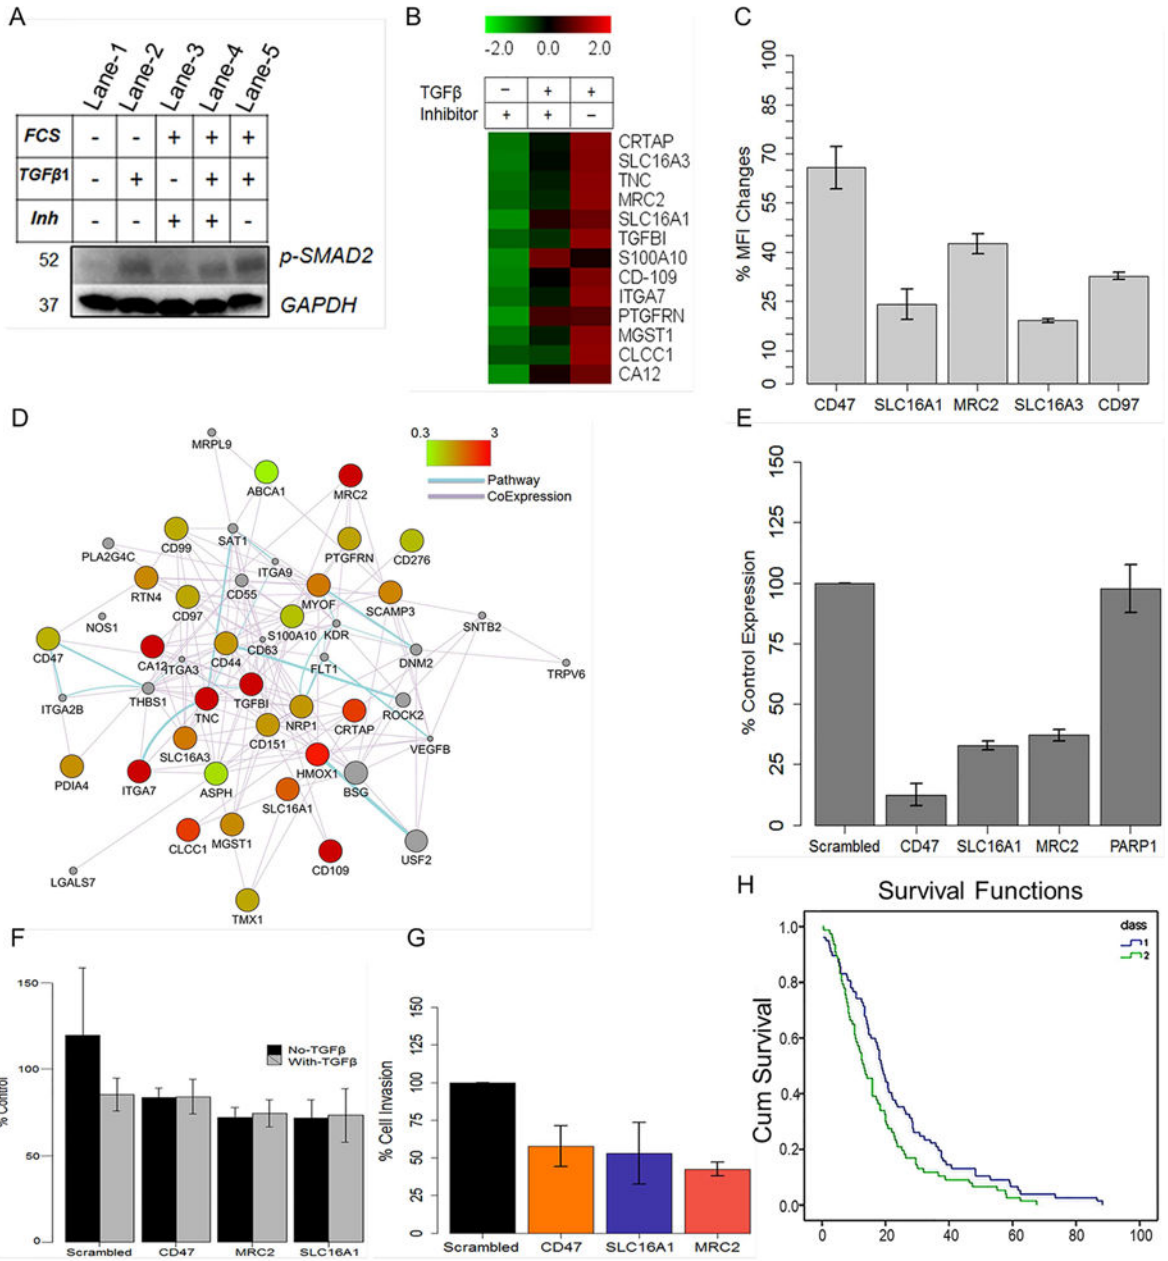 A
Lane-1 Lane-2 Lane-3 Lane-4 Lane-5
FCS - - + + +
TGFβ1 - + - + +
Inh - - + + -
52 p-SMAD2
37 GAPDH
B
-2.0 0.0 2.0
TGFβ − + +
Inhibitor + + −
CRTAP
SLC16A3
TNC
MRC2
SLC16A1
TGFBI
S100A10
CD-109
ITGA7
PTGFRN
MGST1
CLCC1
CA12
C
% MFI Changes
100
85
70
55
40
25
10
0
CD47 SLC16A1 MRC2 SLC16A3 CD97
D
0.3 3
Pathway
CoExpression
MRPL9
ABCA1
MRC2
CD99
SAT1
PTGFRN
CD276
PLA2G4C
ITGA9
RTN4
CD55
MYOF
SCAMP3
CD97
NOS1
S100A10
KDR
SNTB2
CD47
CA12
ITGA3
CD44
CD63
FLT1
DNM2
TRPV6
ITGA2B
THBS1
TNC
TGFBI
NRP1
CRTAP
ROCK2
SLC16A3
CD151
VEGFB
PDIA4
ITGA7
ASPH
HMOX1
BSG
SLC16A1
CLCC1
MGST1
CD109
USF2
LGALS7
TMX1
E
% Control Expression
150
125
100
75
50
25
0
Scrambled CD47 SLC16A1 MRC2 PARP1
F
% Control
150
100
50
0
No-TGFβ
With-TGFβ
Scrambled CD47 MRC2 SLC16A1
G
% Cell Invasion
150
125
100
75
50
25
0
Scrambled CD47 SLC16A1 MRC2
H
Survival Functions
Cum Survival
1.0
0.8
0.6
0.4
0.2
0.0
class
1
2
0 20 40 60 80 100